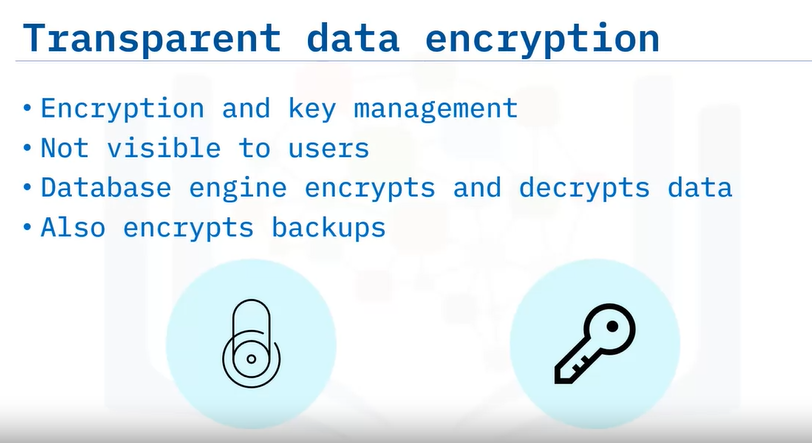 Transparent data encryption
• Encryption and key management
• Not visible to users
• Database engine encrypts and decrypts data
• Also encrypts backups